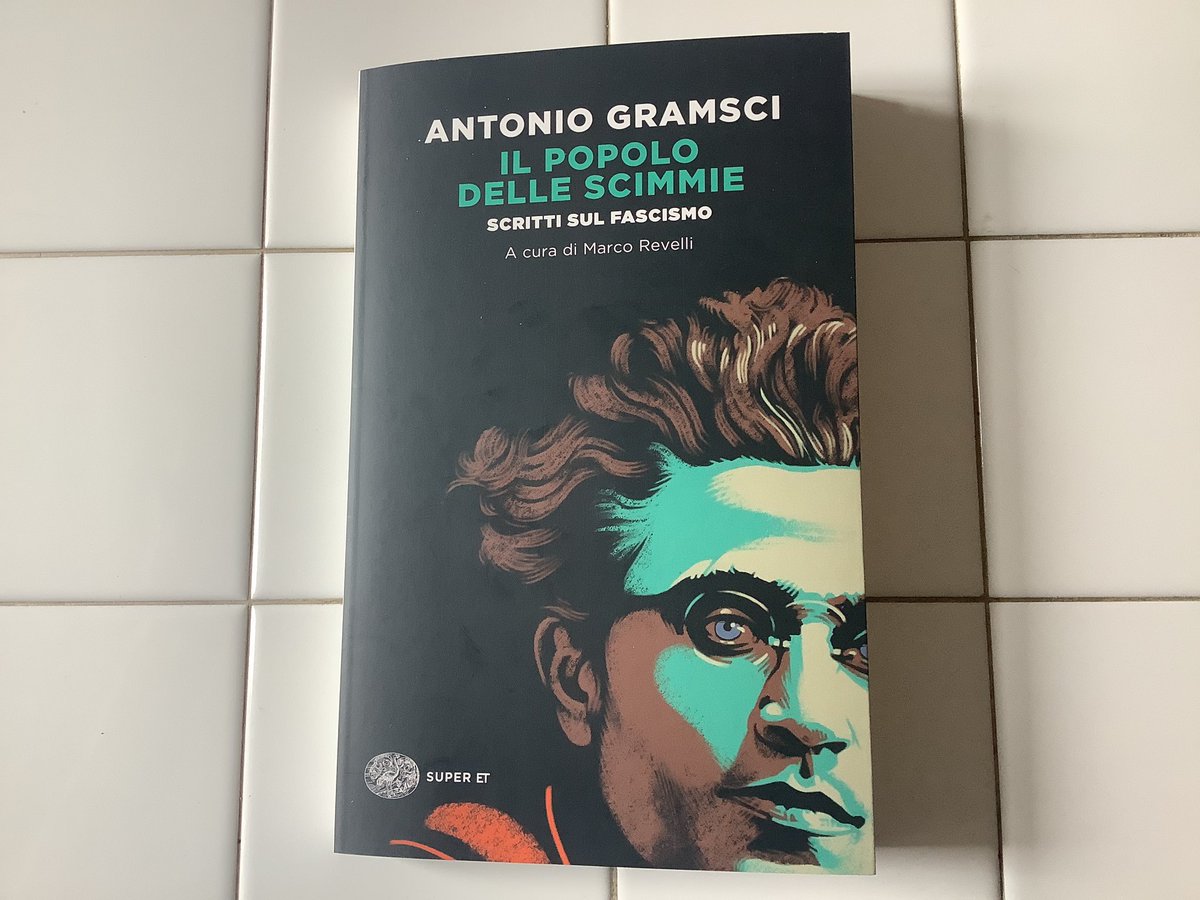 ANTONIO GRAMSCI
IL POPOLO
DELLE SCIMMIE
SCRITTI SUL FASCISMO
A cura di Marco Revelli
SUPER ET